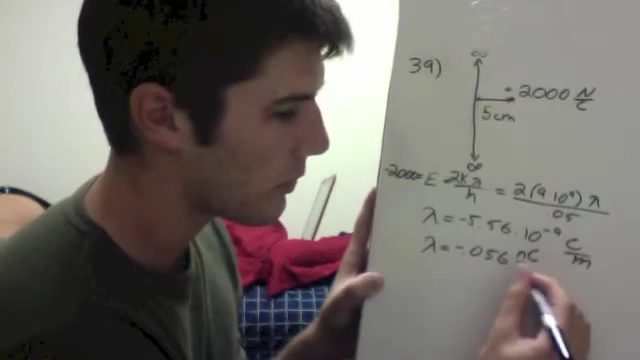 39)
∞
-2000 N/C
5cm
∞
-2000= E 2Kλ/h = 2(9·10⁹)λ/.05
λ = -5.56·10⁻⁹ C/m
λ = -.056 nC